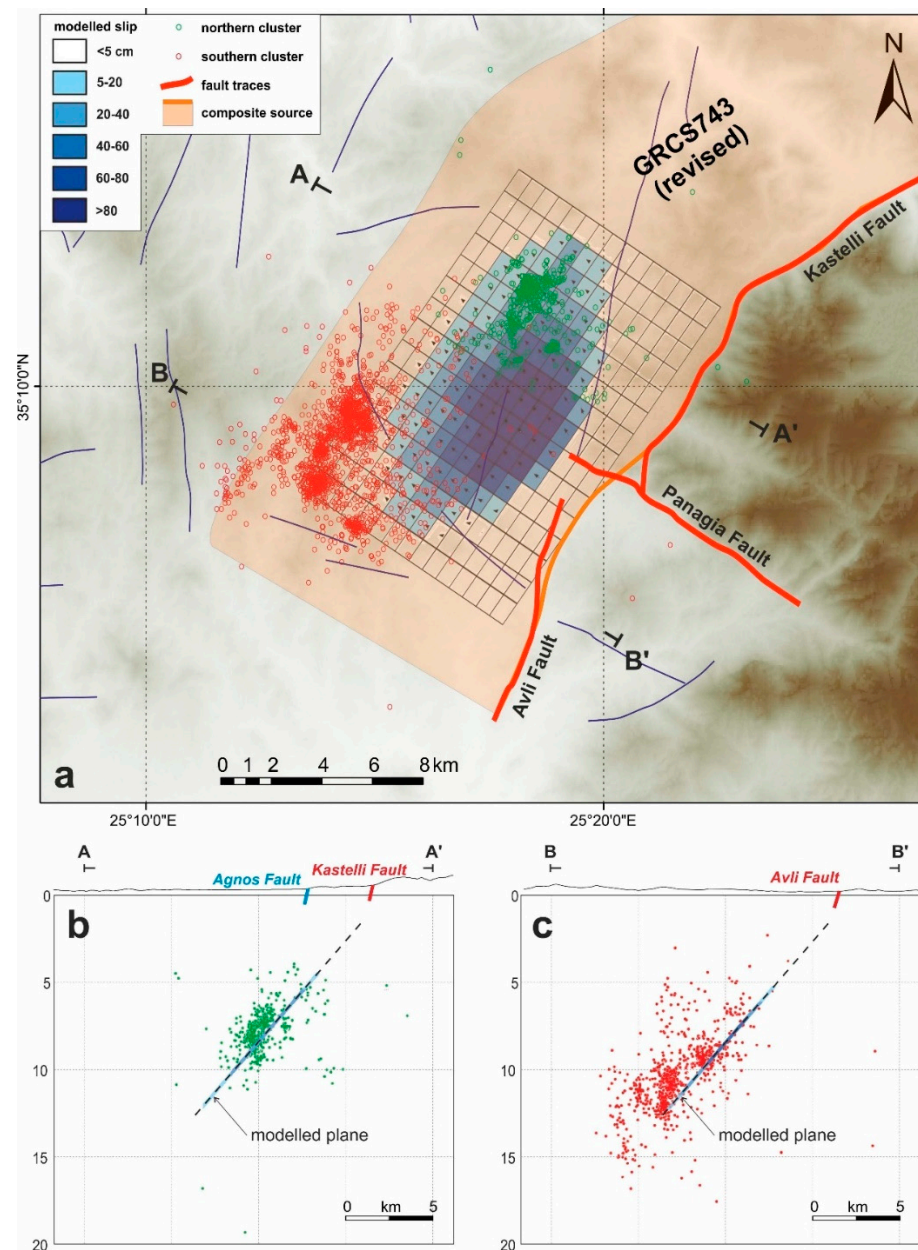 modelled slip
<5 cm
5-20
20-40
40-60
60-80
>80
northern cluster
southern cluster
fault traces
composite source
N
GRCS743
(revised)
A
B
Kastelli Fault
A'
Panagia Fault
B'
Avli Fault
35°10'0"N
0 1 2 4 6 8 km
a
25°10'0"E
25°20'0"E
A
A'
Agnos Fault
Kastelli Fault
0
b
5
10
modelled plane
15
0 km 5
20
B
B'
Avli Fault
0
c
5
10
modelled plane
15
0 km 5
20